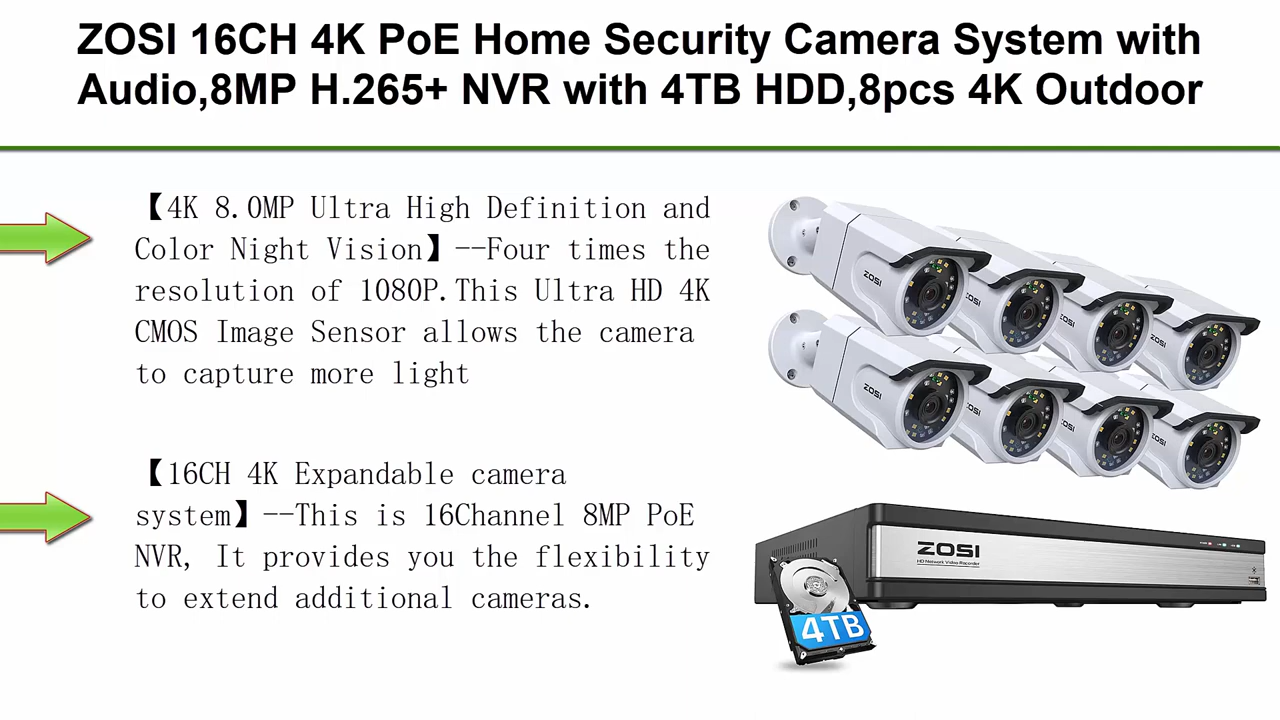 ZOSI 16CH 4K PoE Home Security Camera System with
Audio,8MP H.265+ NVR with 4TB HDD,8pcs 4K Outdoor
【4K 8.0MP Ultra High Definition and
Color Night Vision】--Four times the
resolution of 1080P.This Ultra HD 4K
CMOS Image Sensor allows the camera
to capture more light
【16CH 4K Expandable camera
system】--This is 16Channel 8MP PoE
NVR, It provides you the flexibility
to extend additional cameras.
ZOSI
ZOSI
ZOSI
ZOSI
ZOSI
ZOSI
ZOSI
ZOSI
ZOSI
HD Network Video Recorder
4TB